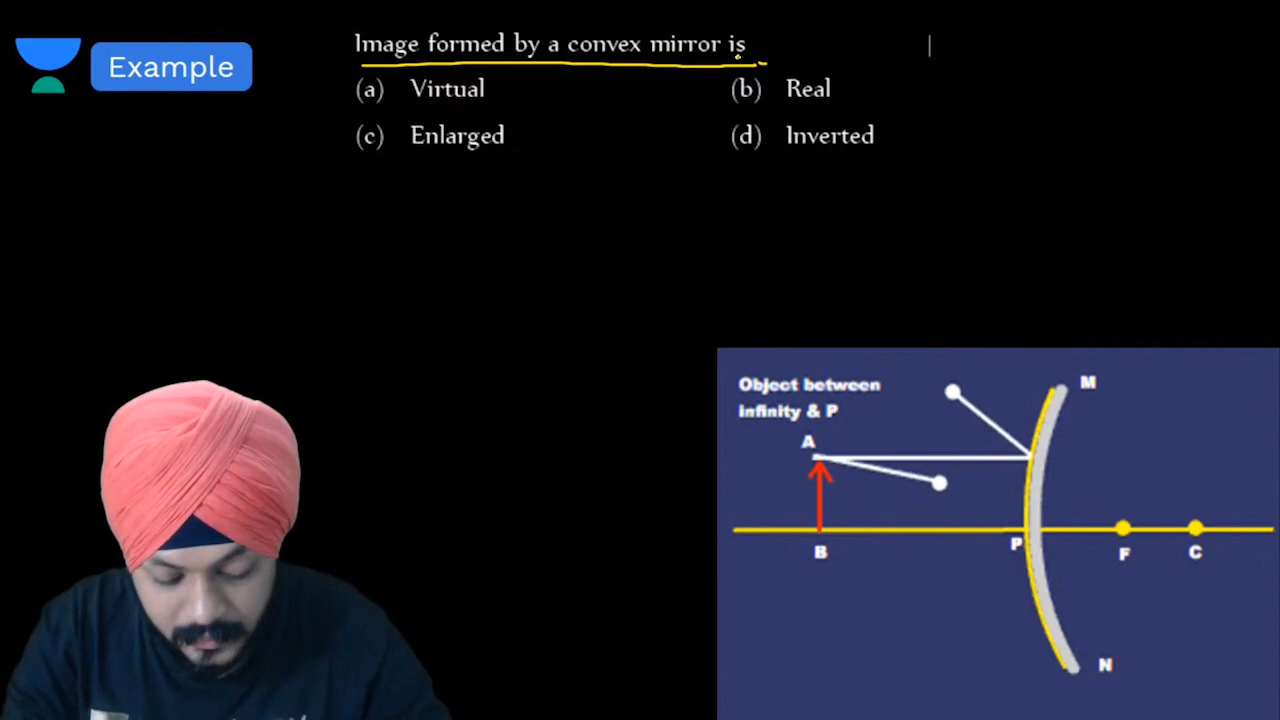 Example
Image formed by a convex mirror is
(a) Virtual (b) Real
(c) Enlarged (d) Inverted
Object between
infinity & P
M
A
B
P
F
C
N